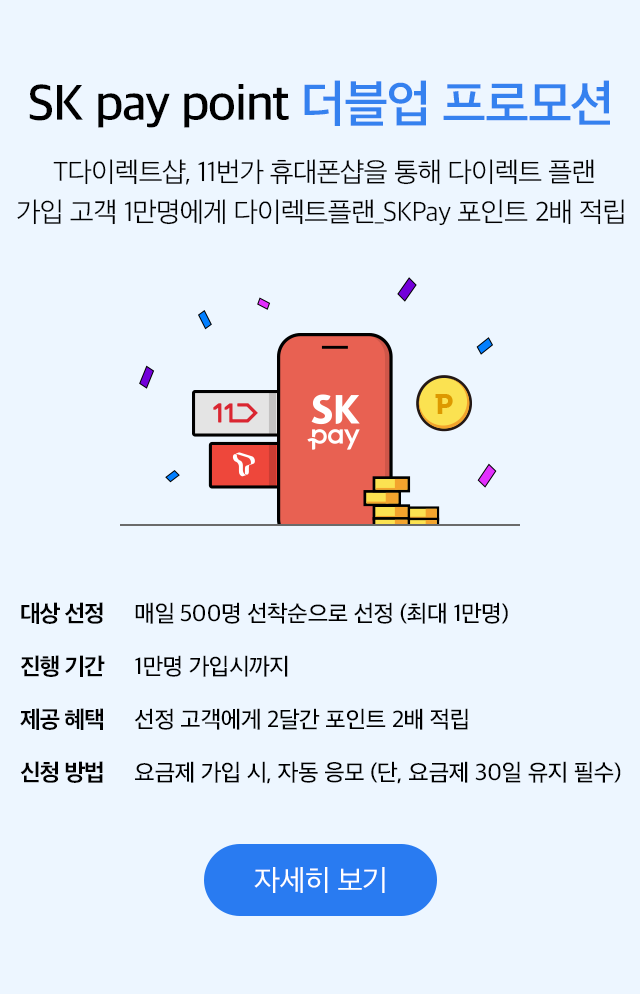 SK pay point 더블업 프로모션
T다이렉트샵, 11번가 휴대폰샵을 통해 다이렉트 플랜
가입 고객 1만명에게 다이렉트플랜_SKPay 포인트 2배 적립
11
SK
pay
P
대상 선정 매일 500명 선착순으로 선정 (최대 1만명)
진행 기간 1만명 가입시까지
제공 혜택 선정 고객에게 2달간 포인트 2배 적립
신청 방법 요금제 가입 시, 자동 응모 (단, 요금제 30일 유지 필수)
자세히 보기